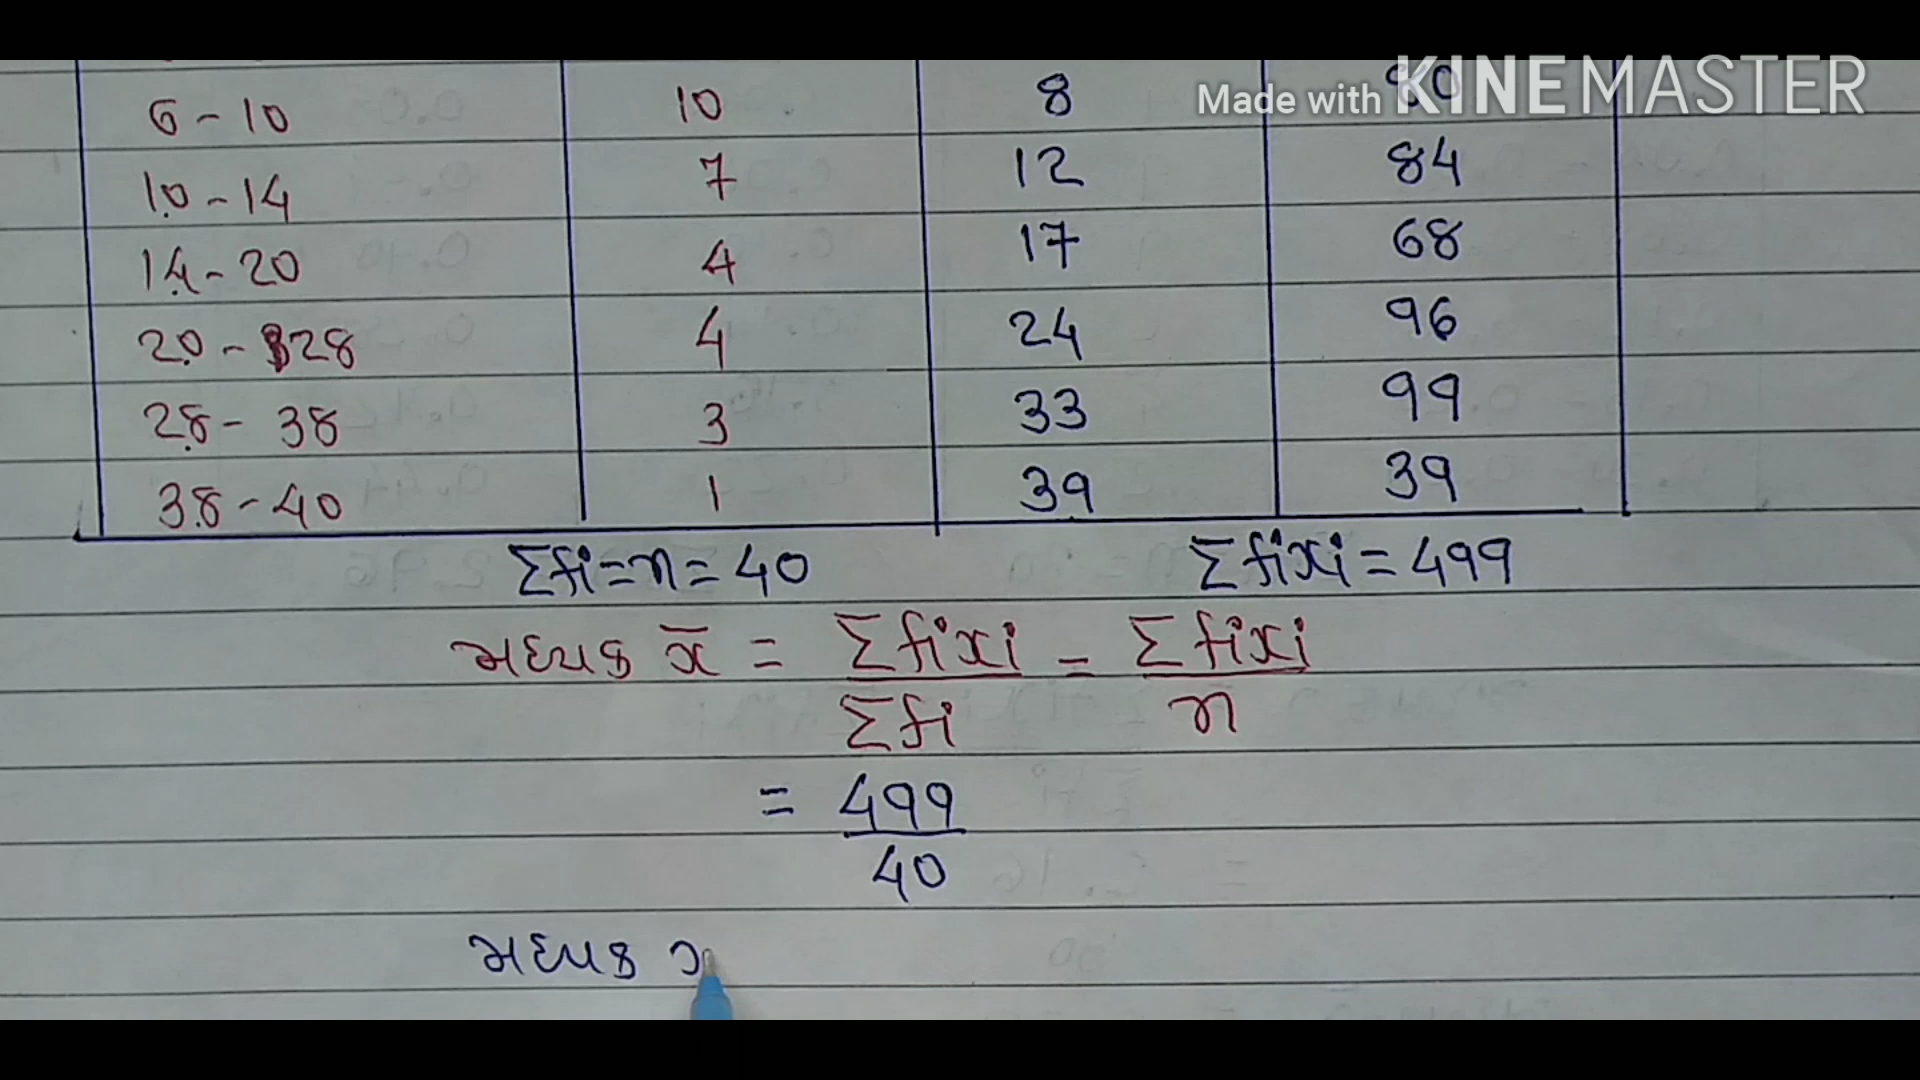 Made with KINEMASTER
6 - 10 10 8 80
10 - 14 7 12 84
14 - 20 4 17 68
20 - 28 4 24 96
28 - 38 3 33 99
38 - 40 1 39 39
Σfi = n = 40 Σfixi = 499
મધ્યક x̄ = Σfixi / Σfi = Σfixi / n
= 499 / 40
મધ્યક